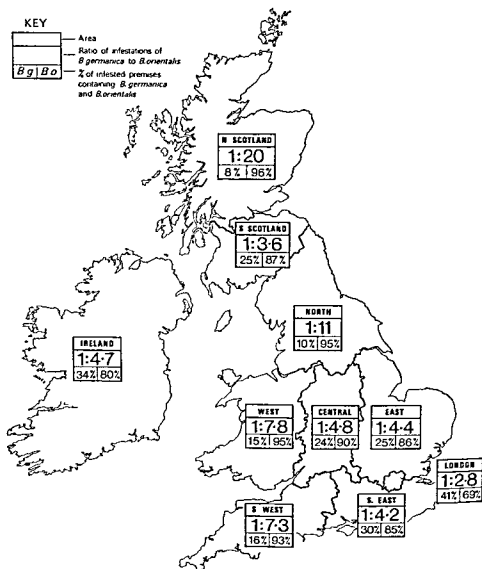 KEY
Area
Ratio of infestations of
B germanica to B.orientalis
Bg Bo
% of infested premises
containing B. germanica
and B.orientalis
N SCOTLAND
1:20
8% 96%
S SCOTLAND
1:3·6
25% 87%
NORTH
1:11
10% 95%
IRELAND
1:4·7
34% 80%
WEST
1:7·8
15% 95%
CENTRAL
1:4·8
24% 90%
EAST
1:4·4
25% 86%
LONDON
1:2·8
41% 69%
S WEST
1:7·3
16% 93%
S. EAST
1:4·2
30% 85%